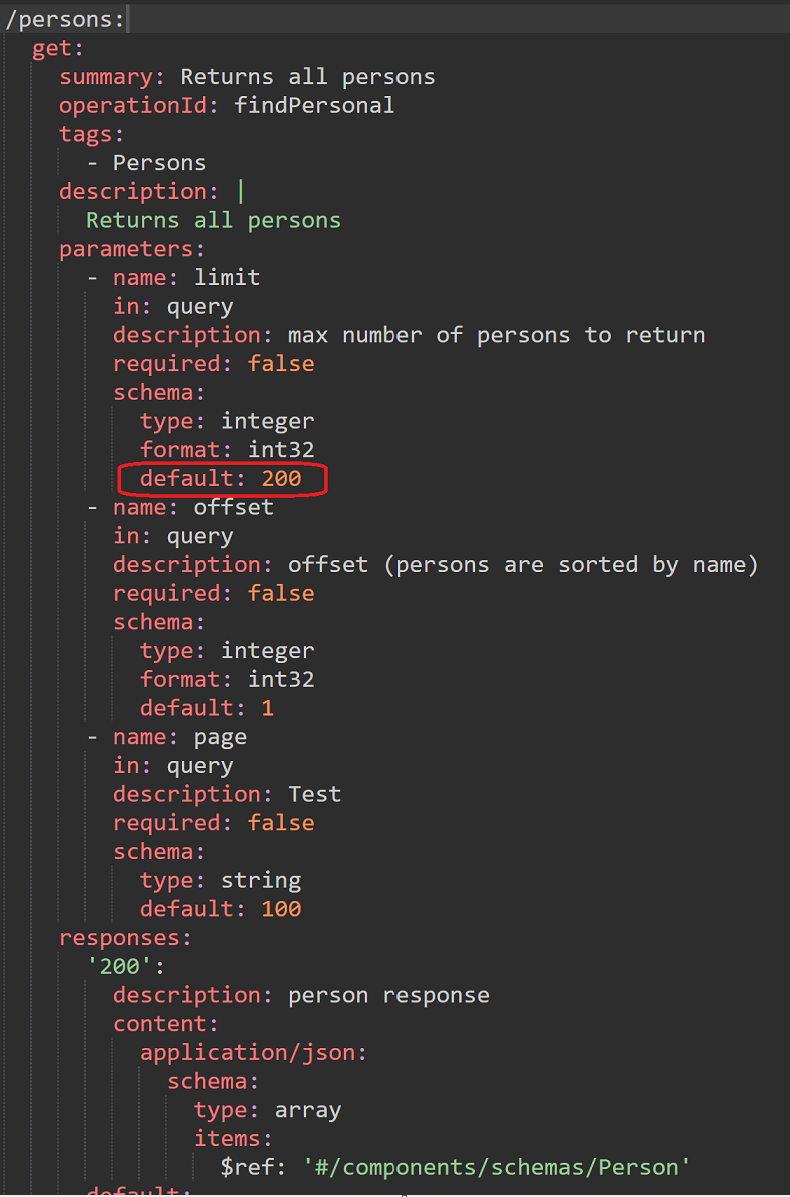 /persons:
get:
summary: Returns all persons
operationId: findPersonal
tags:
- Persons
description: |
Returns all persons
parameters:
- name: limit
in: query
description: max number of persons to return
required: false
schema:
type: integer
format: int32
default: 200
- name: offset
in: query
description: offset (persons are sorted by name)
required: false
schema:
type: integer
format: int32
default: 1
- name: page
in: query
description: Test
required: false
schema:
type: string
default: 100
responses:
'200':
description: person response
content:
application/json:
schema:
type: array
items:
$ref: '#/components/schemas/Person'
default: